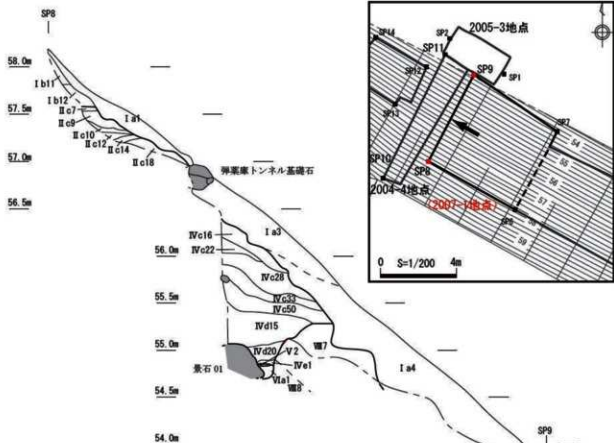 SP8
58.0m
57.5m
57.0m
56.5m
56.0m
55.5m
55.0m
54.5m
54.0m
Ⅰb11
Ⅰb12
Ⅱc7
Ⅱc9
Ⅱc10
Ⅱc12
Ⅱc14
Ⅱc18
Ⅰa1
弾薬庫トンネル基礎石
Ⅰa3
Ⅳc16
Ⅳc22
Ⅳc28
Ⅳc33
Ⅳc50
Ⅳd15
Ⅳd20
Ⅴ2
Ⅷ7
Ⅳe1
Ⅵa1
Ⅷ8
景石 01
Ⅰa4
SP9
SP14
SP2
2005-3地点
SP11
SP12
SP9
SP1
SP13
SP7
54
55
56
57
58
59
SP10
SP8
2004-4地点
(2007-1地点)
0 S=1/200 4m